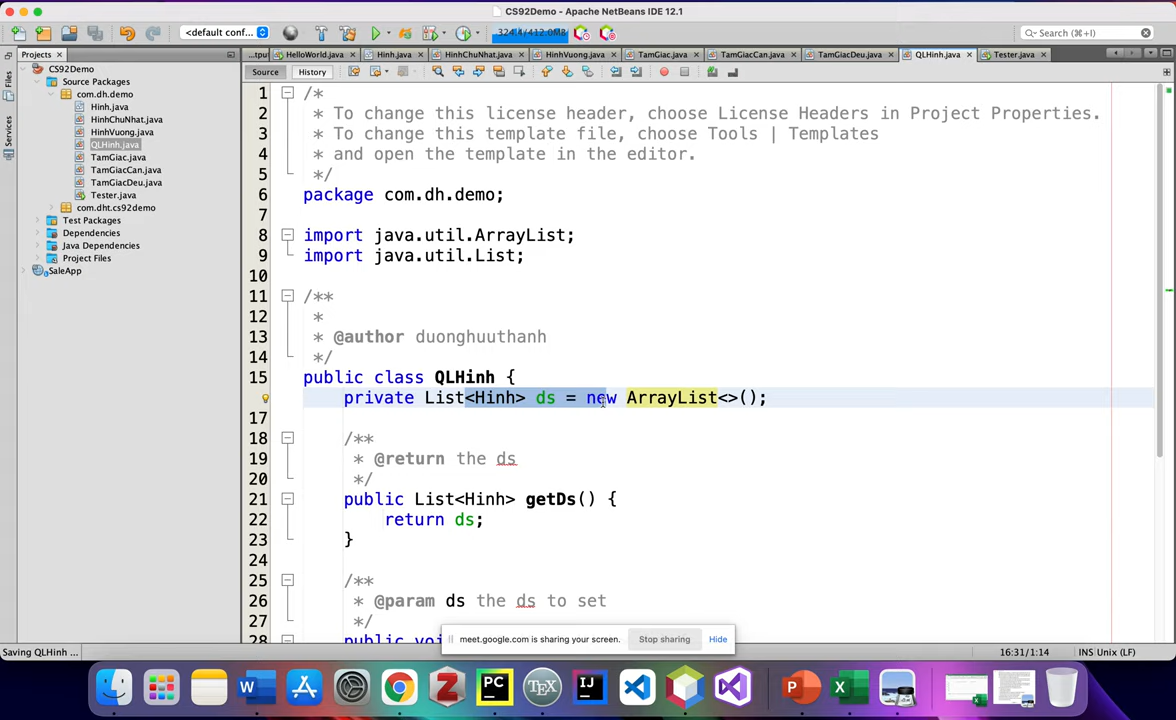 CS92Demo - Apache NetBeans IDE 12.1
<default conf...
324.4/412.0MB
Search (⌘+I)
Projects
...tput
HelloWorld.java
Hinh.java
HinhChuNhat.java
HinhVuong.java
TamGiac.java
TamGiacCan.java
TamGiacDeu.java
QLHinh.java
Tester.java
Source
History
Files
Services
CS92Demo
Source Packages
com.dh.demo
Hinh.java
HinhChuNhat.java
HinhVuong.java
QLHinh.java
TamGiac.java
TamGiacCan.java
TamGiacDeu.java
Tester.java
com.dht.cs92demo
Test Packages
Dependencies
Java Dependencies
Project Files
SaleApp
1 /*
2 * To change this license header, choose License Headers in Project Properties.
3 * To change this template file, choose Tools | Templates
4 * and open the template in the editor.
5 */
6 package com.dh.demo;
7
8 import java.util.ArrayList;
9 import java.util.List;
10
11 /**
12 *
13 * @author duonghuuthanh
14 */
15 public class QLHinh {
private List<Hinh> ds = new ArrayList<>();
17
18 /**
19 * @return the ds
20 */
21 public List<Hinh> getDs() {
22 return ds;
23 }
24
25 /**
26 * @param ds the ds to set
27 */
28 public vo
meet.google.com is sharing your screen.
Stop sharing
Hide
Saving QLHinh ...
16:31/1:14
INS Unix (LF)